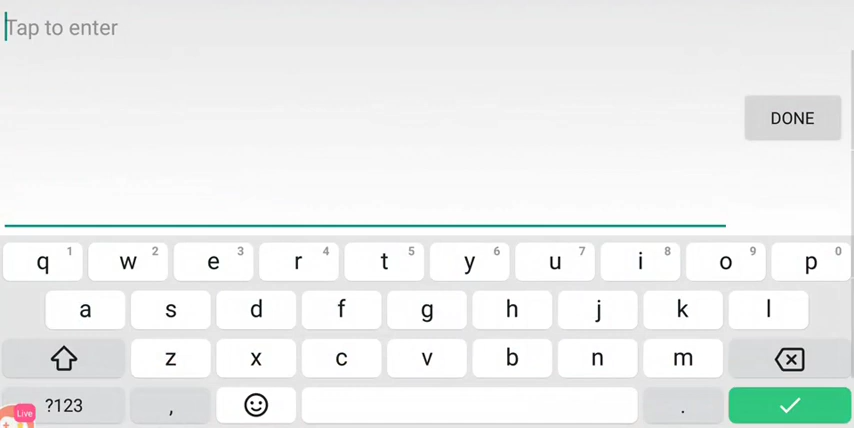 Tap to enter
DONE
q 1 w 2 e 3 r 4 t 5 y 6 u 7 i 8 o 9 p 0
a s d f g h j k l
z x c v b n m
?123 , .
Live